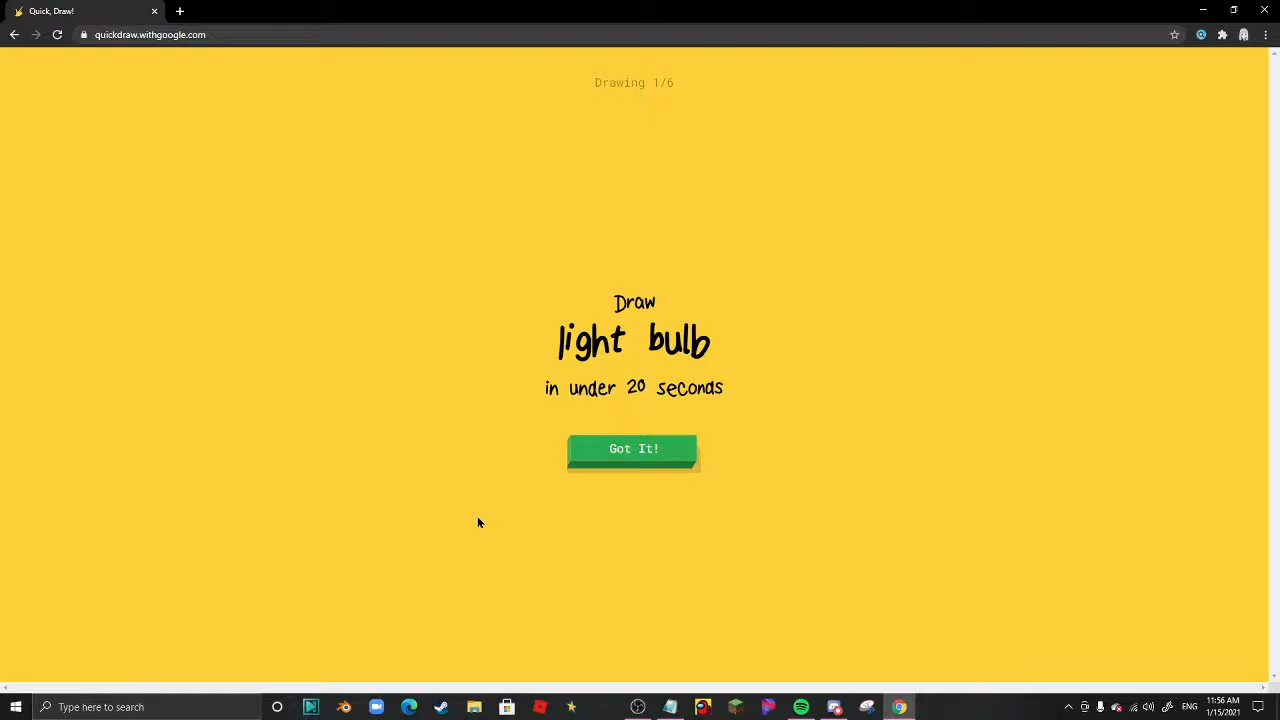 Quick, Draw!
quickdraw.withgoogle.com
Drawing 1/6
Draw
light bulb
in under 20 seconds
Got It!
Type here to search
ENG
11:56 AM
1/15/2021